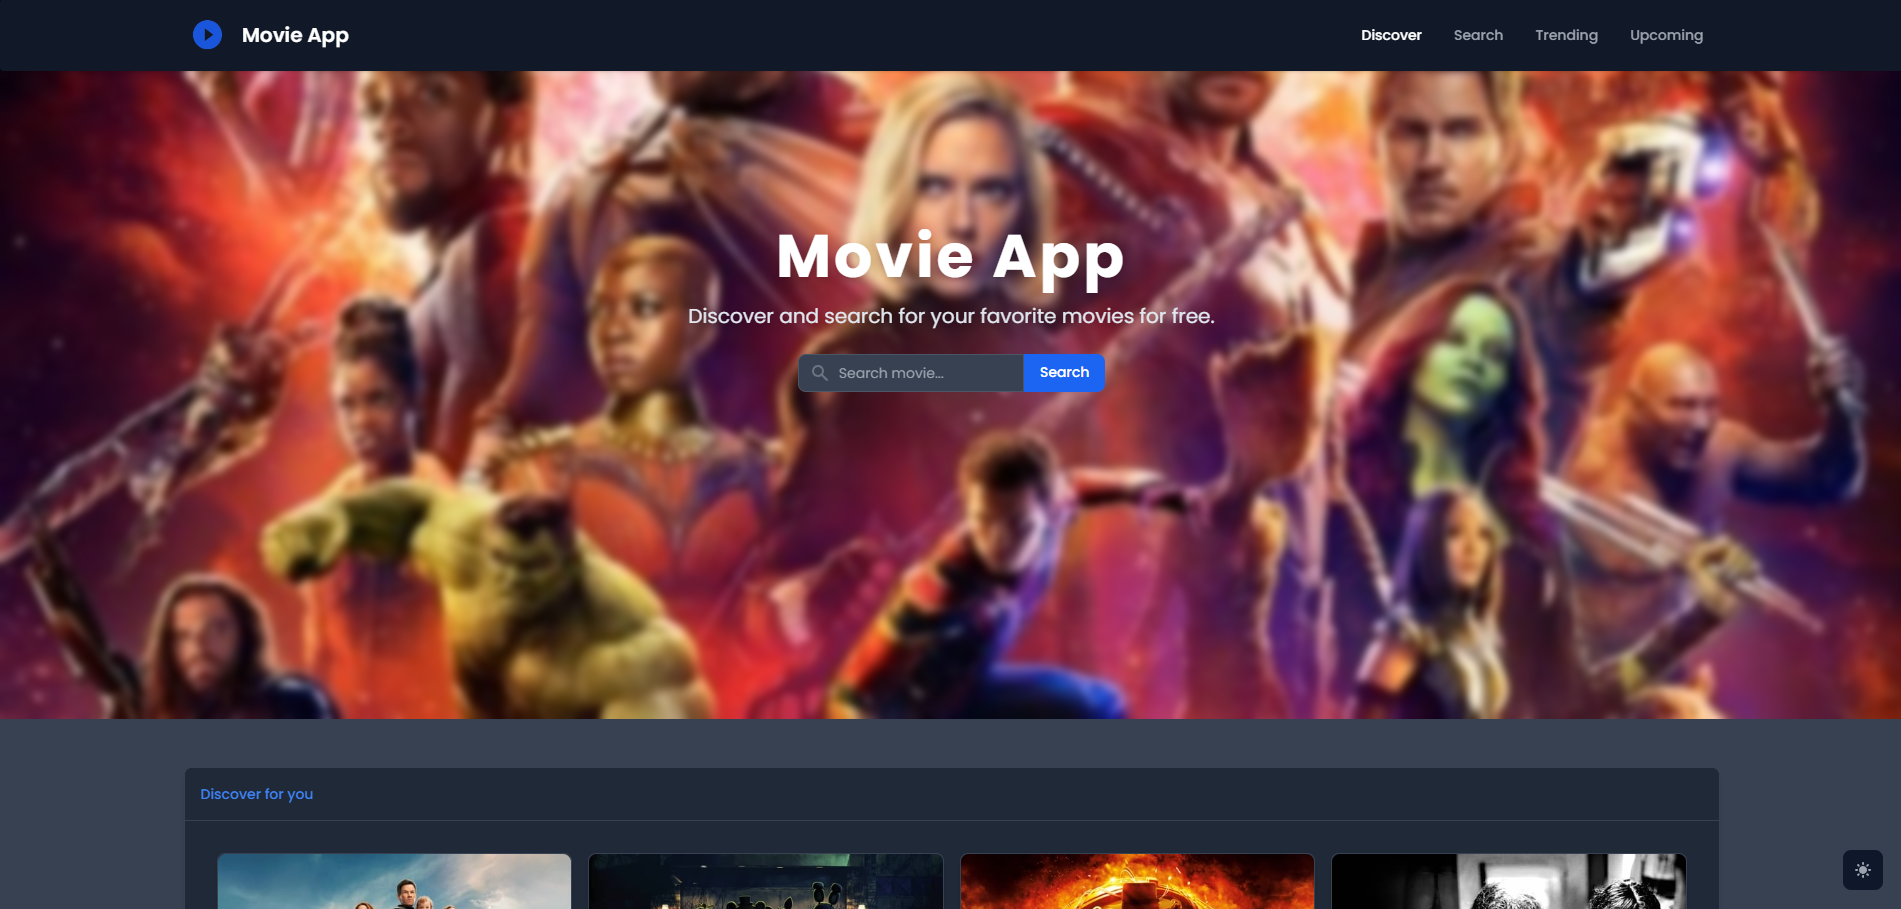 Movie App
Discover
Search
Trending
Upcoming
Movie App
Discover and search for your favorite movies for free.
Search movie...
Search
Discover for you